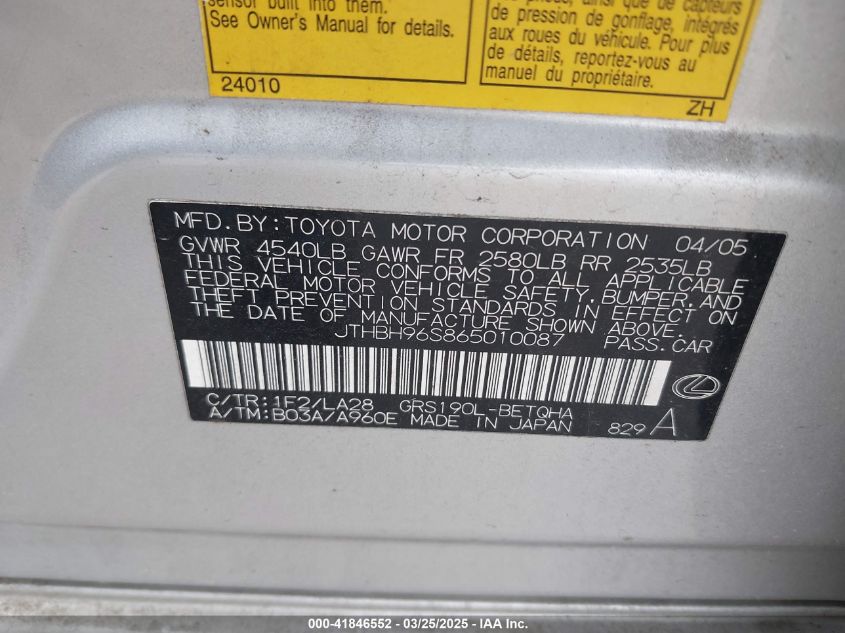 sensor built into them.
See Owner's Manual for details.
24010
de pression de gonflage, intégrés
aux roues du véhicule. Pour plus
de détails, reportez-vous au
manuel du propriétaire.
ZH
MFD. BY: TOYOTA MOTOR CORPORATION 04/05
GVWR 4540LB GAWR FR 2580LB RR 2535LB
THIS VEHICLE CONFORMS TO ALL APPLICABLE
FEDERAL MOTOR VEHICLE SAFETY, BUMPER, AND
THEFT PREVENTION STANDARDS IN EFFECT ON
THE DATE OF MANUFACTURE SHOWN ABOVE.
JTHBH96S865010087 PASS. CAR
C/TR: 1F2/LA28 GRS190L-BETQHA
A/TM: B03A/A960E MADE IN JAPAN 829 A
000-41846552 - 03/25/2025 - IAA Inc.